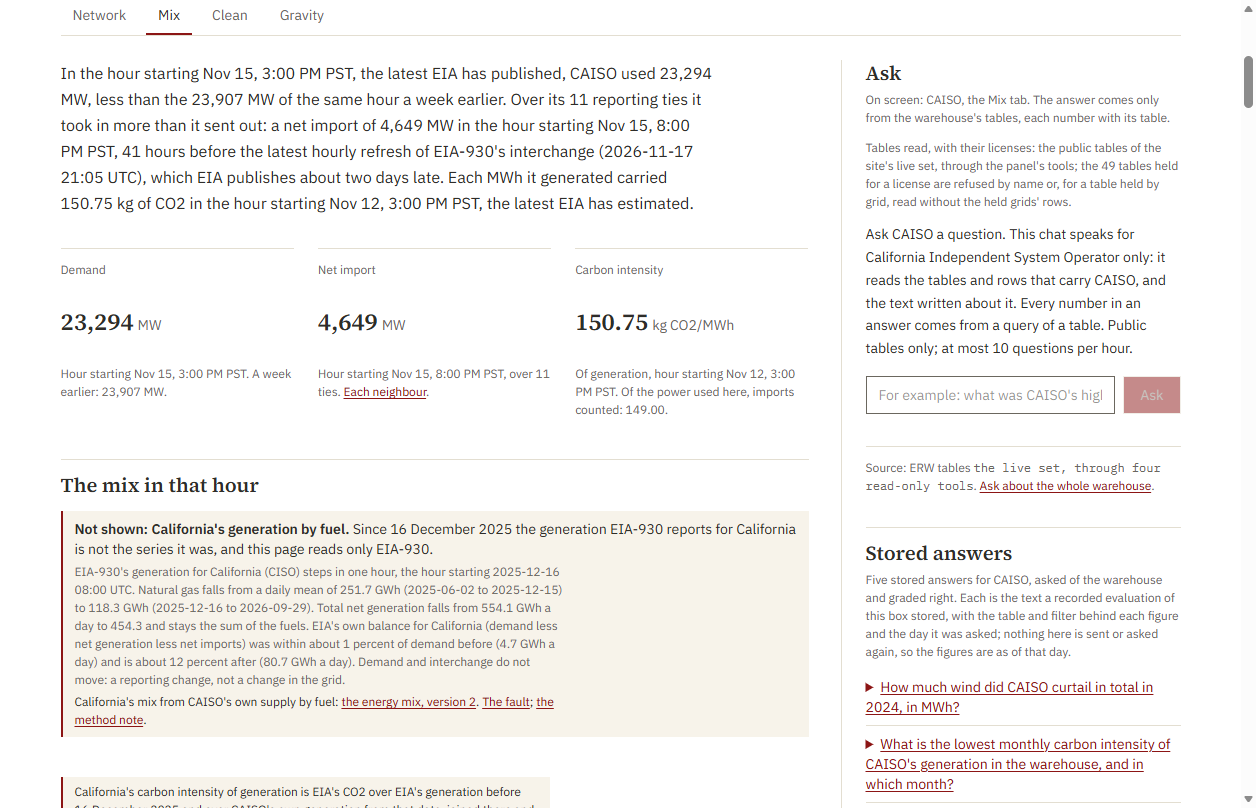 Network Mix Clean Gravity
In the hour starting Nov 15, 3:00 PM PST, the latest EIA has published, CAISO used 23,294
MW, less than the 23,907 MW of the same hour a week earlier. Over its 11 reporting ties it
took in more than it sent out: a net import of 4,649 MW in the hour starting Nov 15, 8:00
PM PST, 41 hours before the latest hourly refresh of EIA-930's interchange (2026-11-17
21:05 UTC), which EIA publishes about two days late. Each MWh it generated carried
150.75 kg of CO2 in the hour starting Nov 12, 3:00 PM PST, the latest EIA has estimated.
Demand
23,294 MW
Hour starting Nov 15, 3:00 PM PST. A week
earlier: 23,907 MW.
Net import
4,649 MW
Hour starting Nov 15, 8:00 PM PST, over 11
ties. Each neighbour.
Carbon intensity
150.75 kg CO2/MWh
Of generation, hour starting Nov 12, 3:00
PM PST. Of the power used here, imports
counted: 149.00.
The mix in that hour
Not shown: California's generation by fuel. Since 16 December 2025 the generation EIA-930 reports for California
is not the series it was, and this page reads only EIA-930.
EIA-930's generation for California (CISO) steps in one hour, the hour starting 2025-12-16
08:00 UTC. Natural gas falls from a daily mean of 251.7 GWh (2025-06-02 to 2025-12-15)
to 118.3 GWh (2025-12-16 to 2026-09-29). Total net generation falls from 554.1 GWh a
day to 454.3 and stays the sum of the fuels. EIA's own balance for California (demand less
net generation less net imports) was within about 1 percent of demand before (4.7 GWh a
day) and is about 12 percent after (80.7 GWh a day). Demand and interchange do not
move: a reporting change, not a change in the grid.
California's mix from CAISO's own supply by fuel: the energy mix, version 2. The fault; the
method note.
California's carbon intensity of generation is EIA's CO2 over EIA's generation before
Ask
On screen: CAISO, the Mix tab. The answer comes only
from the warehouse's tables, each number with its table.
Tables read, with their licenses: the public tables of the
site's live set, through the panel's tools; the 49 tables held
for a license are refused by name or, for a table held by
grid, read without the held grids' rows.
Ask CAISO a question. This chat speaks for
California Independent System Operator only: it
reads the tables and rows that carry CAISO, and
the text written about it. Every number in an
answer comes from a query of a table. Public
tables only; at most 10 questions per hour.
For example: what was CAISO's higl
Ask
Source: ERW tables the live set, through four
read-only tools. Ask about the whole warehouse.
Stored answers
Five stored answers for CAISO, asked of the warehouse
and graded right. Each is the text a recorded evaluation of
this box stored, with the table and filter behind each figure
and the day it was asked; nothing here is sent or asked
again, so the figures are as of that day.
How much wind did CAISO curtail in total in
2024, in MWh?
What is the lowest monthly carbon intensity of
CAISO's generation in the warehouse, and in
which month?